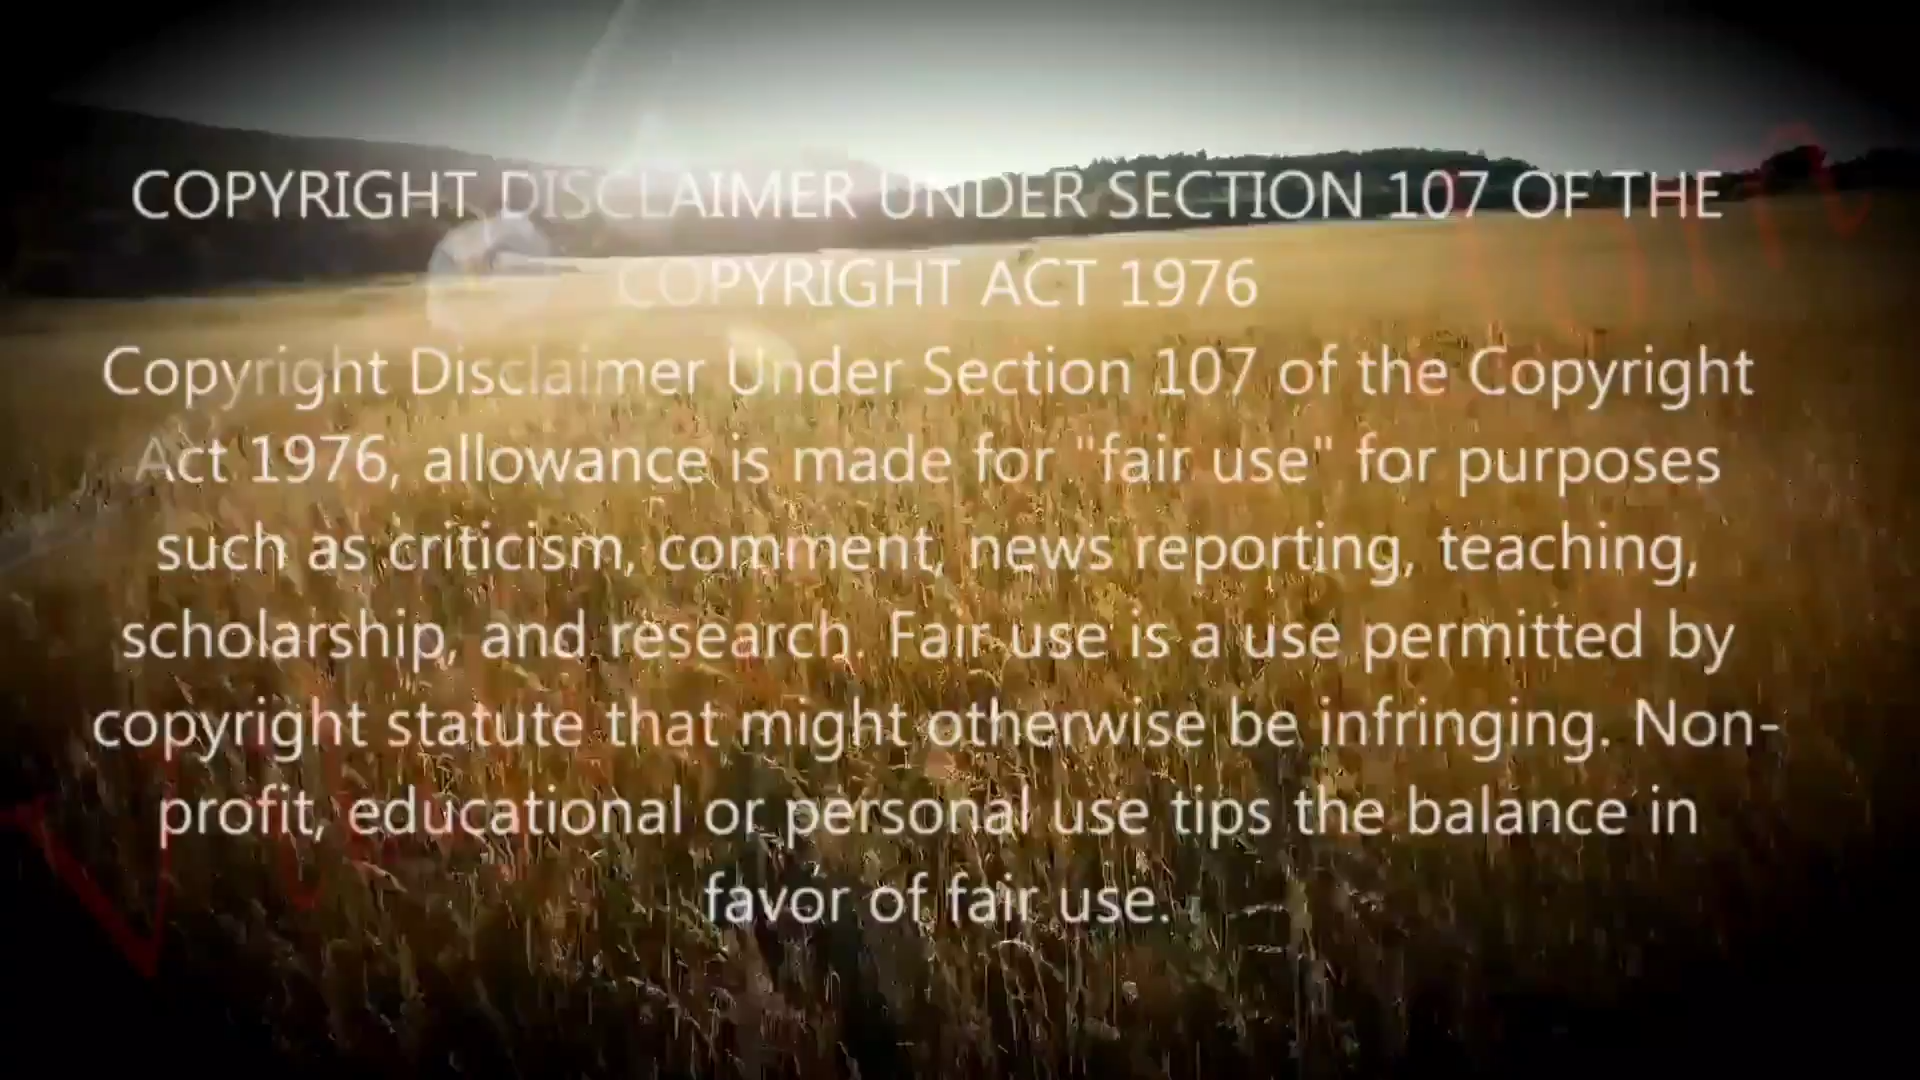 COPYRIGHT DISCLAIMER UNDER SECTION 107 OF THE
COPYRIGHT ACT 1976
Copyright Disclaimer Under Section 107 of the Copyright
Act 1976, allowance is made for "fair use" for purposes
such as criticism, comment, news reporting, teaching,
scholarship, and research. Fair use is a use permitted by
copyright statute that might otherwise be infringing. Non-
profit, educational or personal use tips the balance in
favor of fair use.